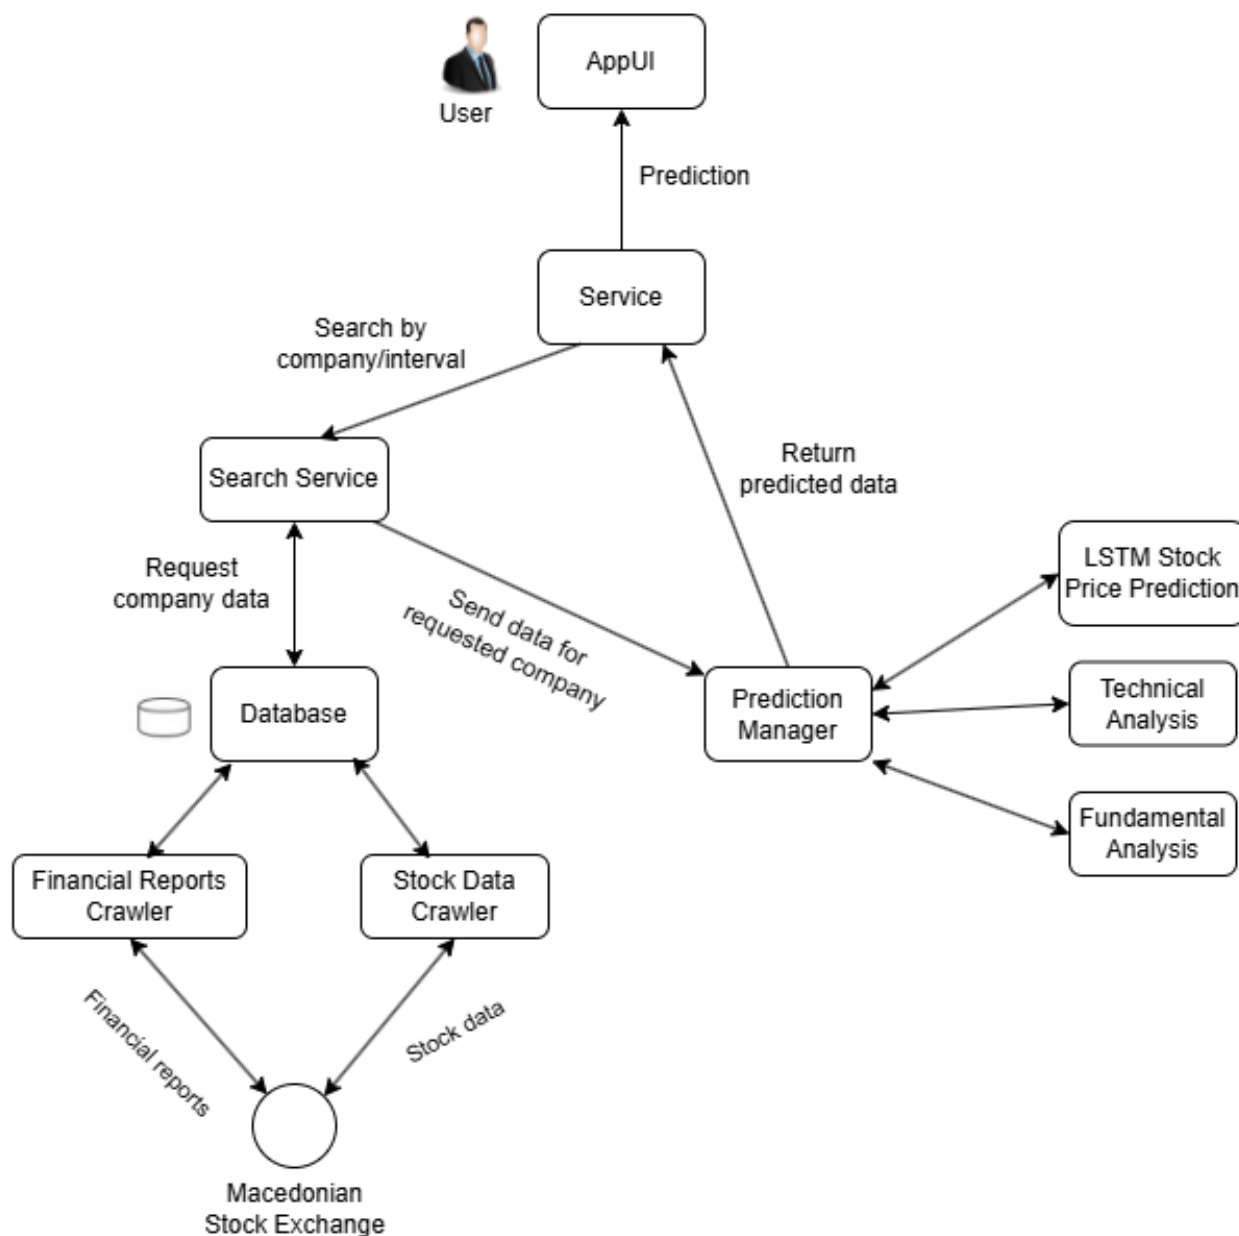 AppUI
User
Prediction
Service
Search by
company/interval
Search Service
Return
predicted data
Request
company data
Send data for
requested company
LSTM Stock
Price Prediction
Database
Prediction
Manager
Technical
Analysis
Fundamental
Analysis
Financial Reports
Crawler
Stock Data
Crawler
Financial reports
Stock data
Macedonian
Stock Exchange